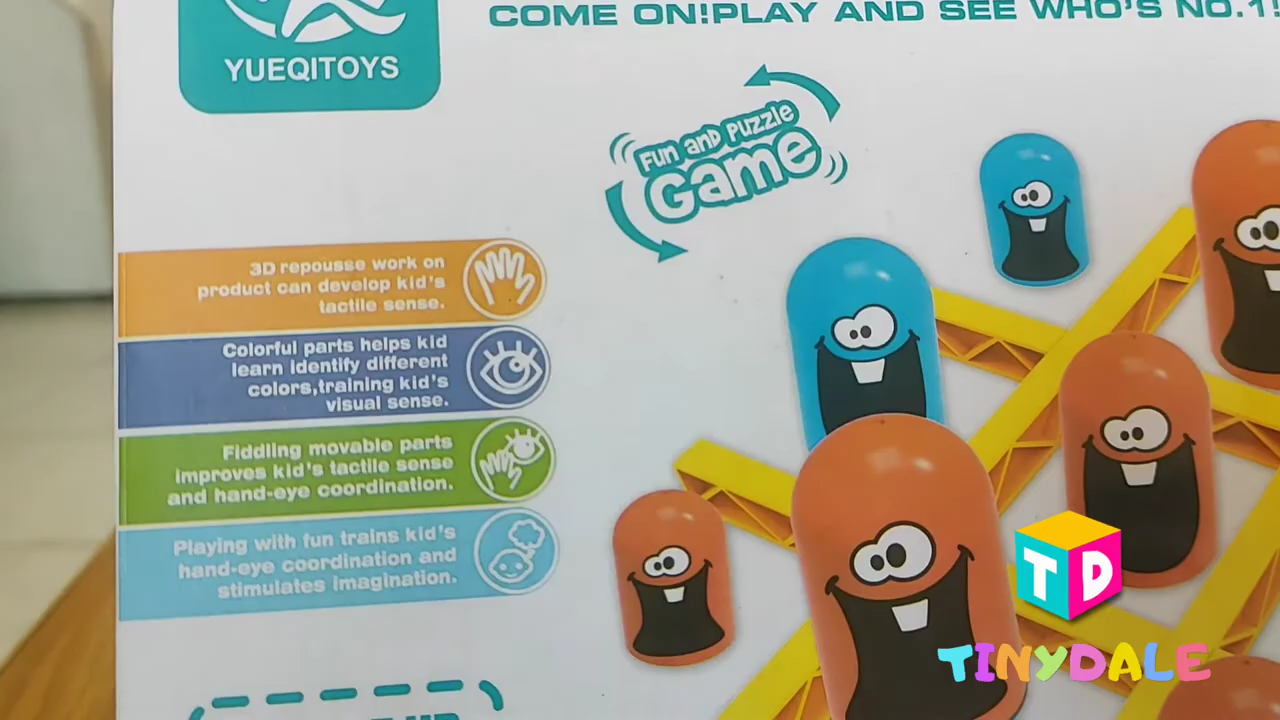 COME ON!PLAY AND SEE WHO'S NO.1!
YUEQITOYS
Fun and Puzzle
Game
3D repousse work on
product can develop kid's
tactile sense.
Colorful parts helps kid
learn identify different
colors,training kid's
visual sense.
Fiddling movable parts
improves kid's tactile sense
and hand-eye coordination.
Playing with fun trains kid's
hand-eye coordination and
stimulates imagination.
TD
TINYDALE